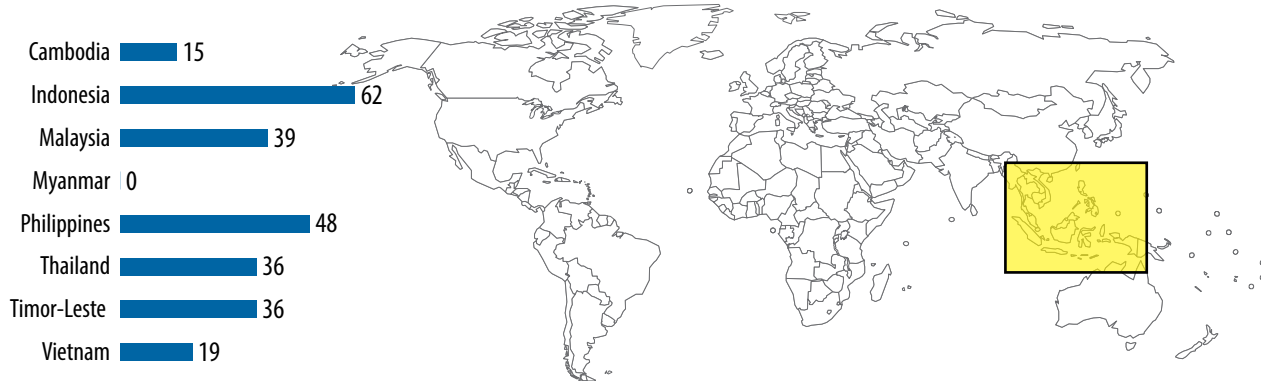 Cambodia 15
Indonesia 62
Malaysia 39
Myanmar 0
Philippines 48
Thailand 36
Timor-Leste 36
Vietnam 19